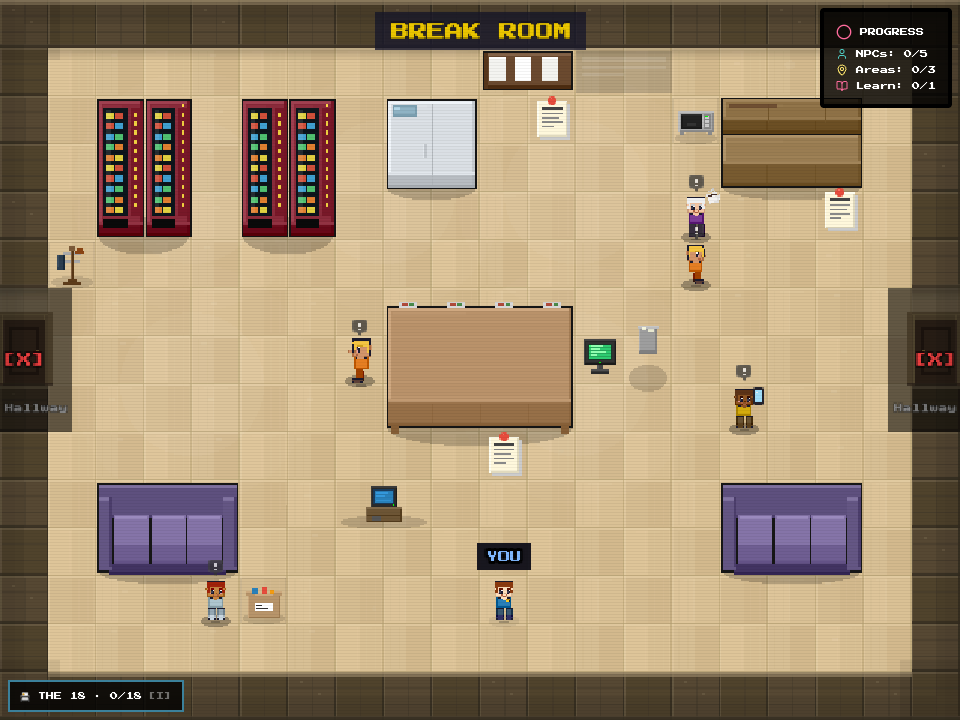 BREAK ROOM
PROGRESS
NPCs: 0/5
Areas: 0/3
Learn: 0/1
[X]
Hallway
[X]
Hallway
YOU
THE 18 · 0/18 [I]